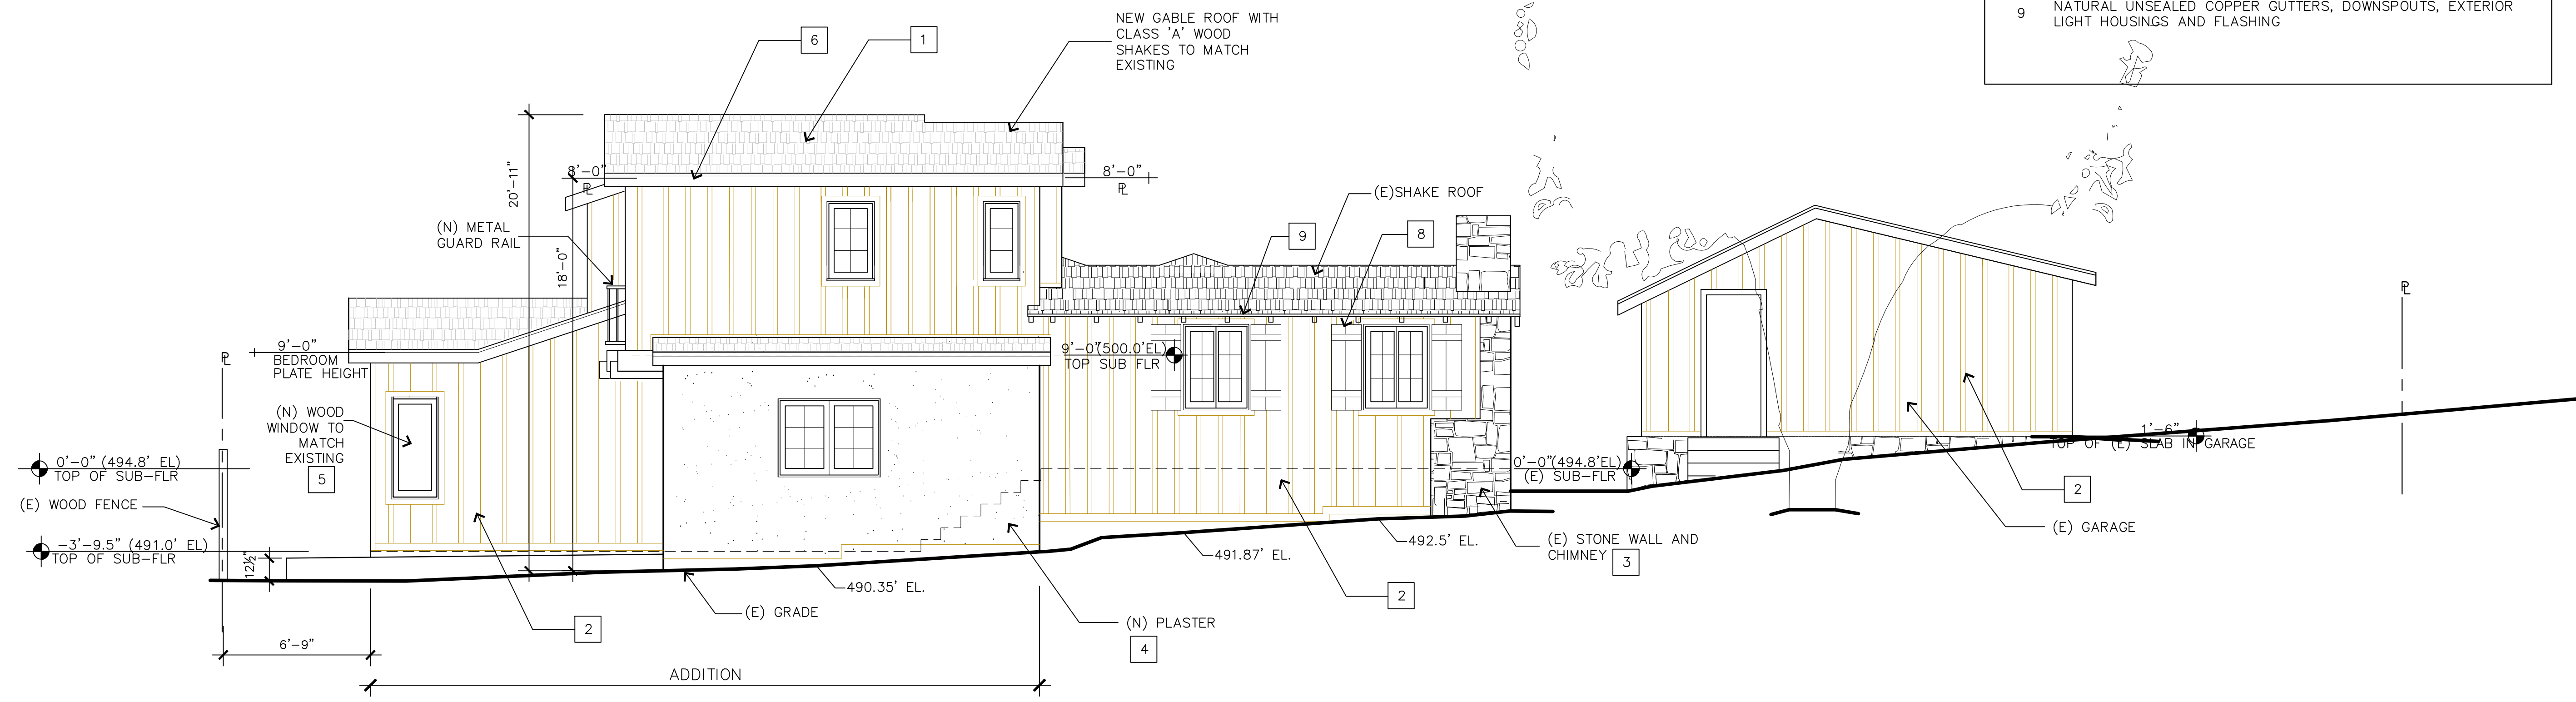 9 NATURAL UNSEALED COPPER GUTTERS, DOWNSPOUTS, EXTERIOR
LIGHT HOUSINGS AND FLASHING
6
1
NEW GABLE ROOF WITH
CLASS 'A' WOOD
SHAKES TO MATCH
EXISTING
20'-11"
8'-0"
PL
8'-0"
PL
18'-0"
(N) METAL
GUARD RAIL
(E)SHAKE ROOF
9
8
PL
PL
9'-0"
BEDROOM
PLATE HEIGHT
9'-0"(500.0'EL)
TOP SUB FLR
(N) WOOD
WINDOW TO
MATCH
EXISTING
5
0'-0" (494.8' EL)
TOP OF SUB-FLR
(E) WOOD FENCE
-3'-9.5" (491.0' EL)
TOP OF SUB-FLR
12½"
0'-0"(494.8'EL)
(E) SUB-FLR
1'-6"
TOP OF (E) SLAB IN GARAGE
2
(E) GARAGE
(E) STONE WALL AND
CHIMNEY 3
492.5' EL.
491.87' EL.
490.35' EL.
(E) GRADE
2
2
(N) PLASTER
4
6'-9"
ADDITION